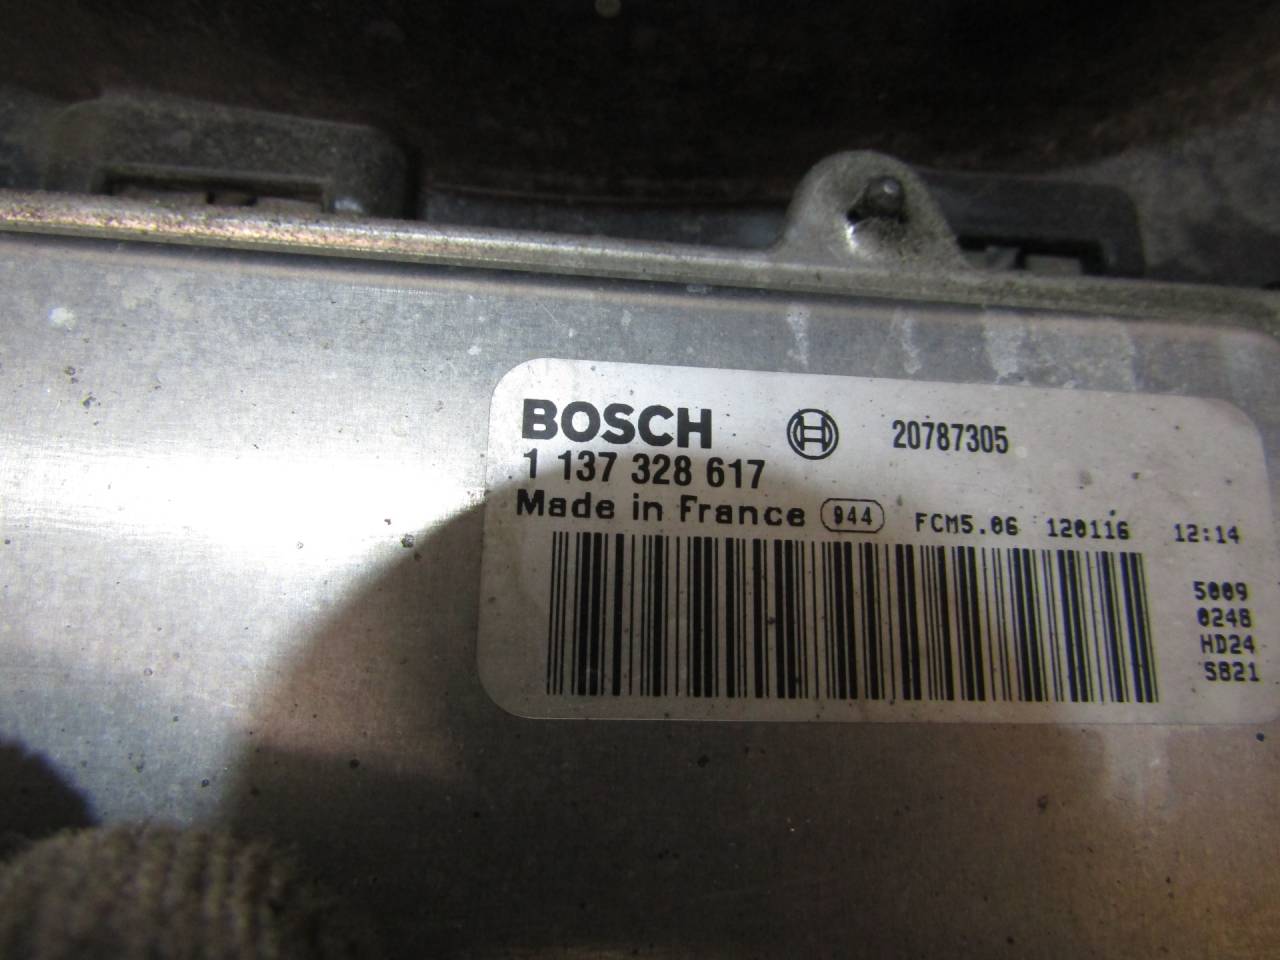 BOSCH 20787305
1 137 328 617
Made in France 944 FCM5.06 120116 12:14
5009
0248
HD24
S821